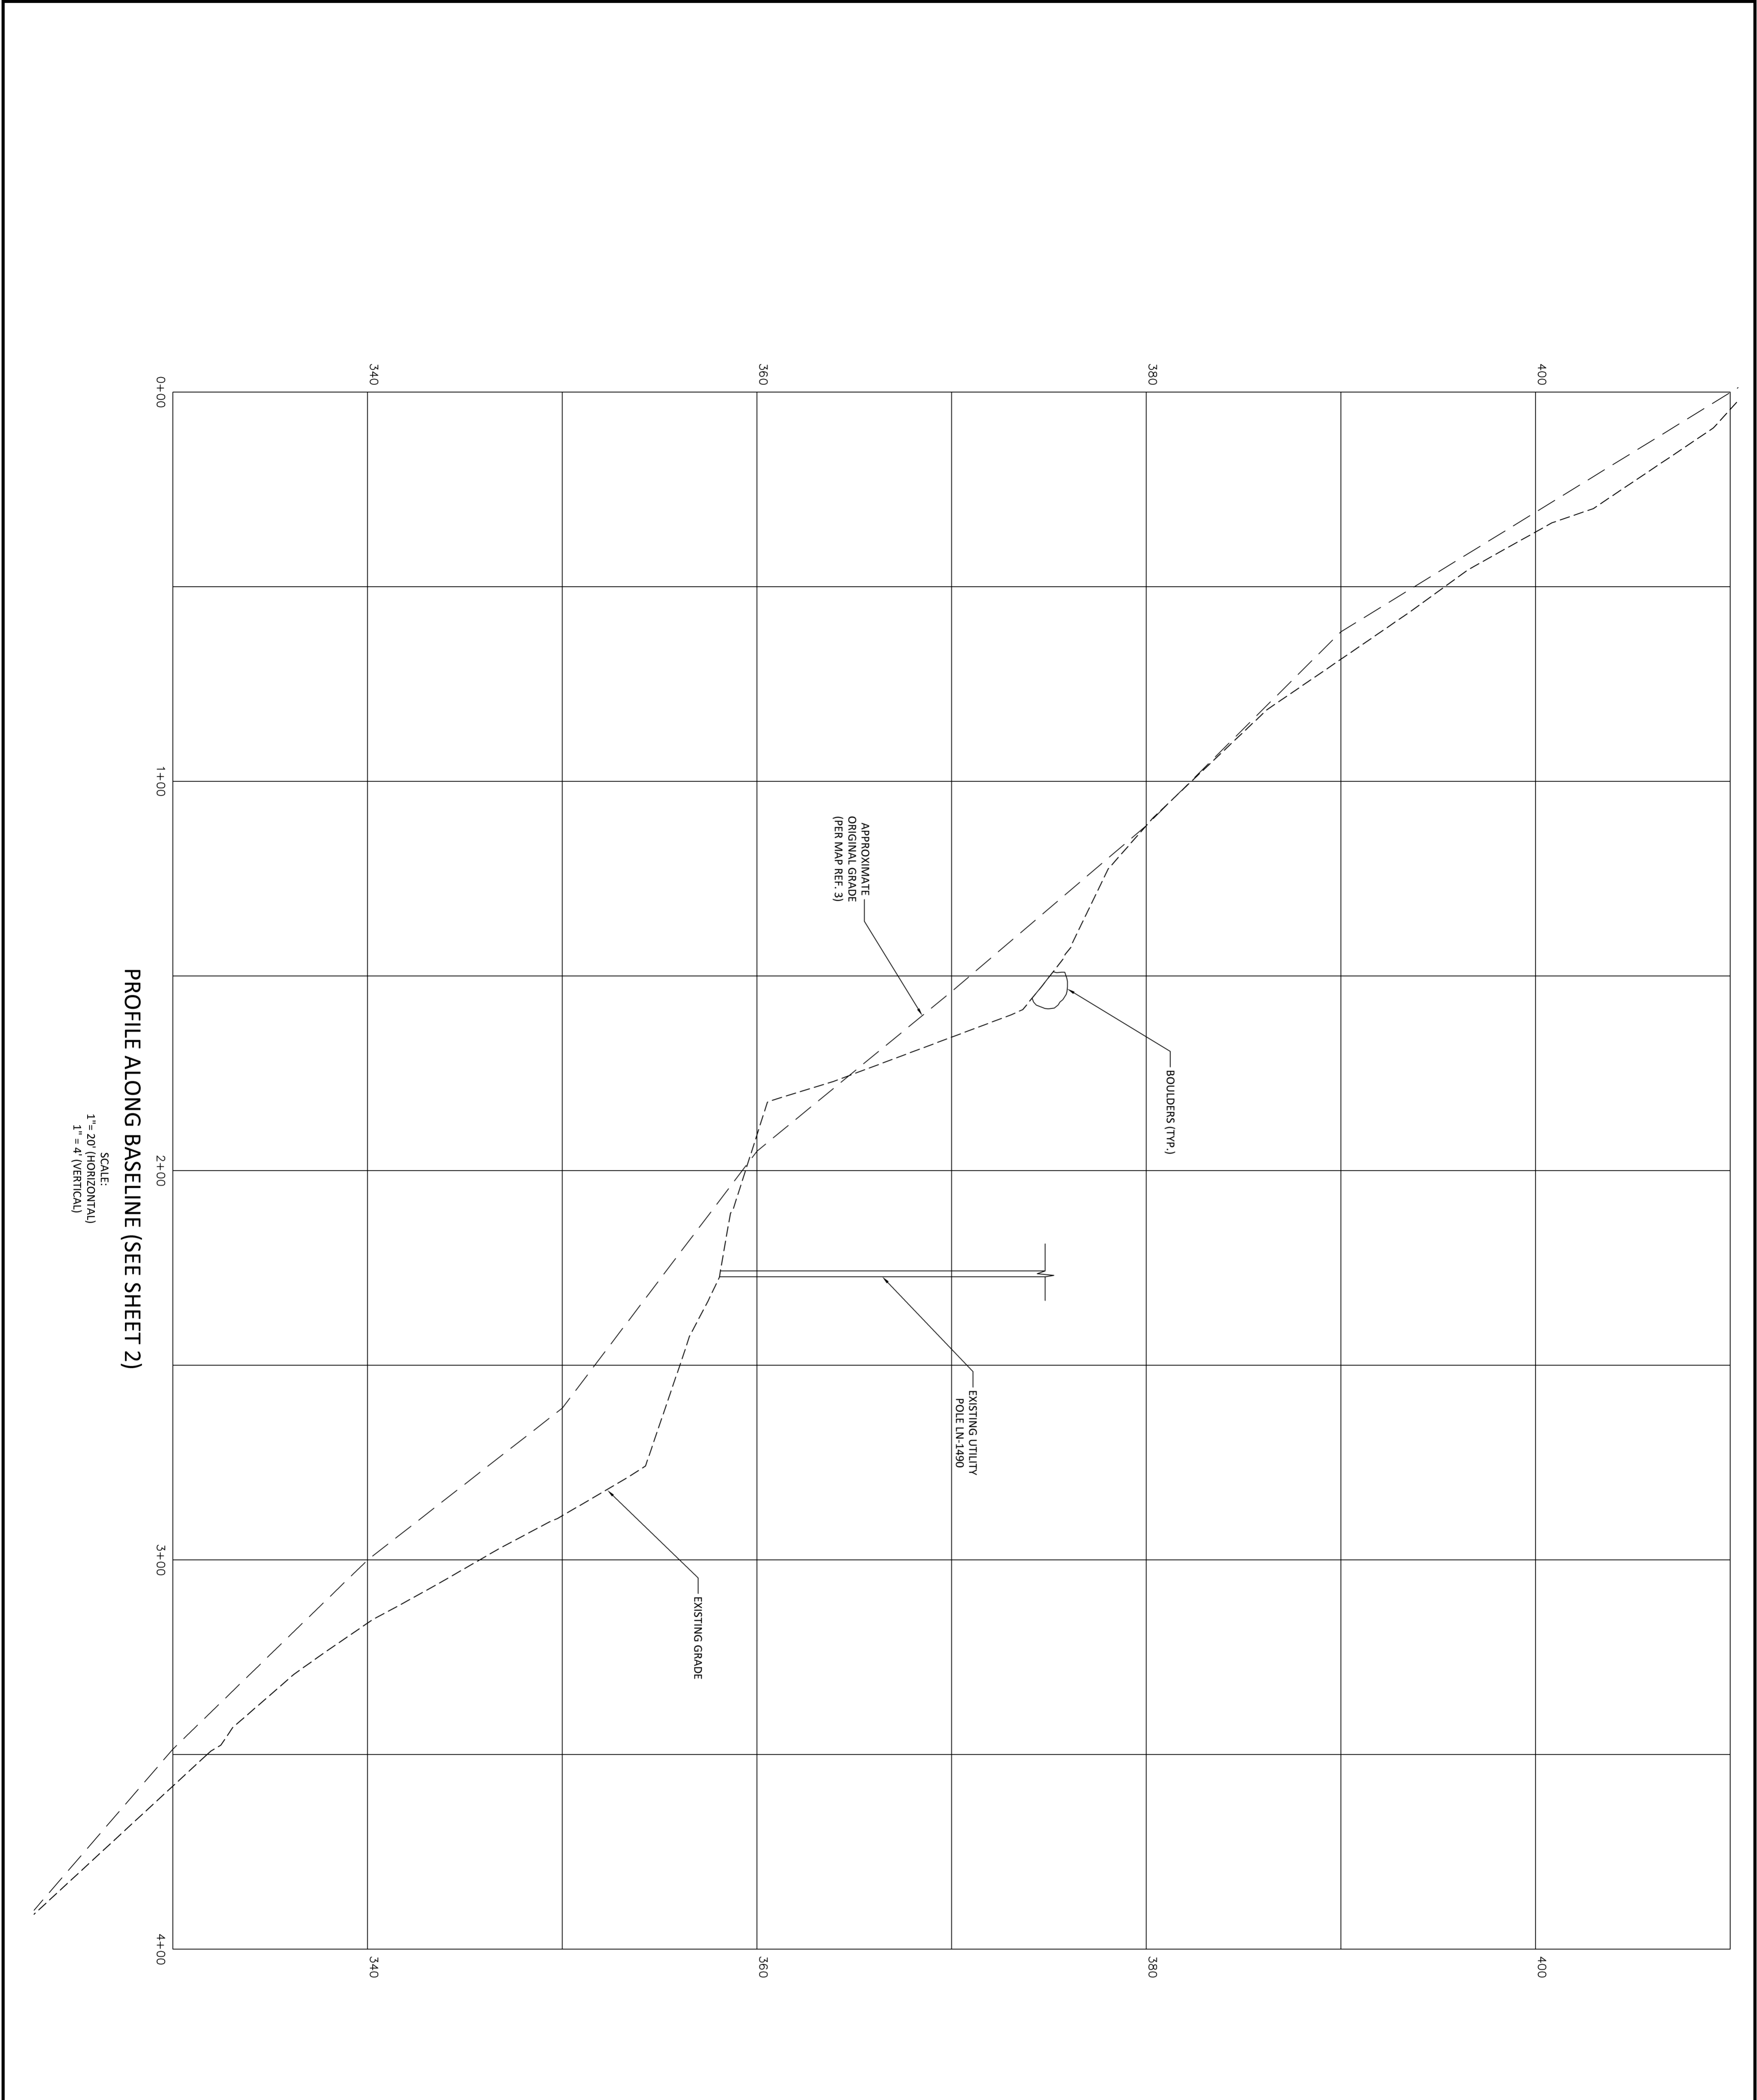 400
400
380
380
360
360
340
340
0+00
1+00
2+00
3+00
4+00
APPROXIMATE
ORIGINAL GRADE
(PER MAP REF. 3)
BOULDERS (TYP.)
EXISTING UTILITY
POLE LN-1490
EXISTING GRADE
PROFILE ALONG BASELINE (SEE SHEET 2)
SCALE:
1"= 20' (HORIZONTAL)
1" = 4' (VERTICAL)